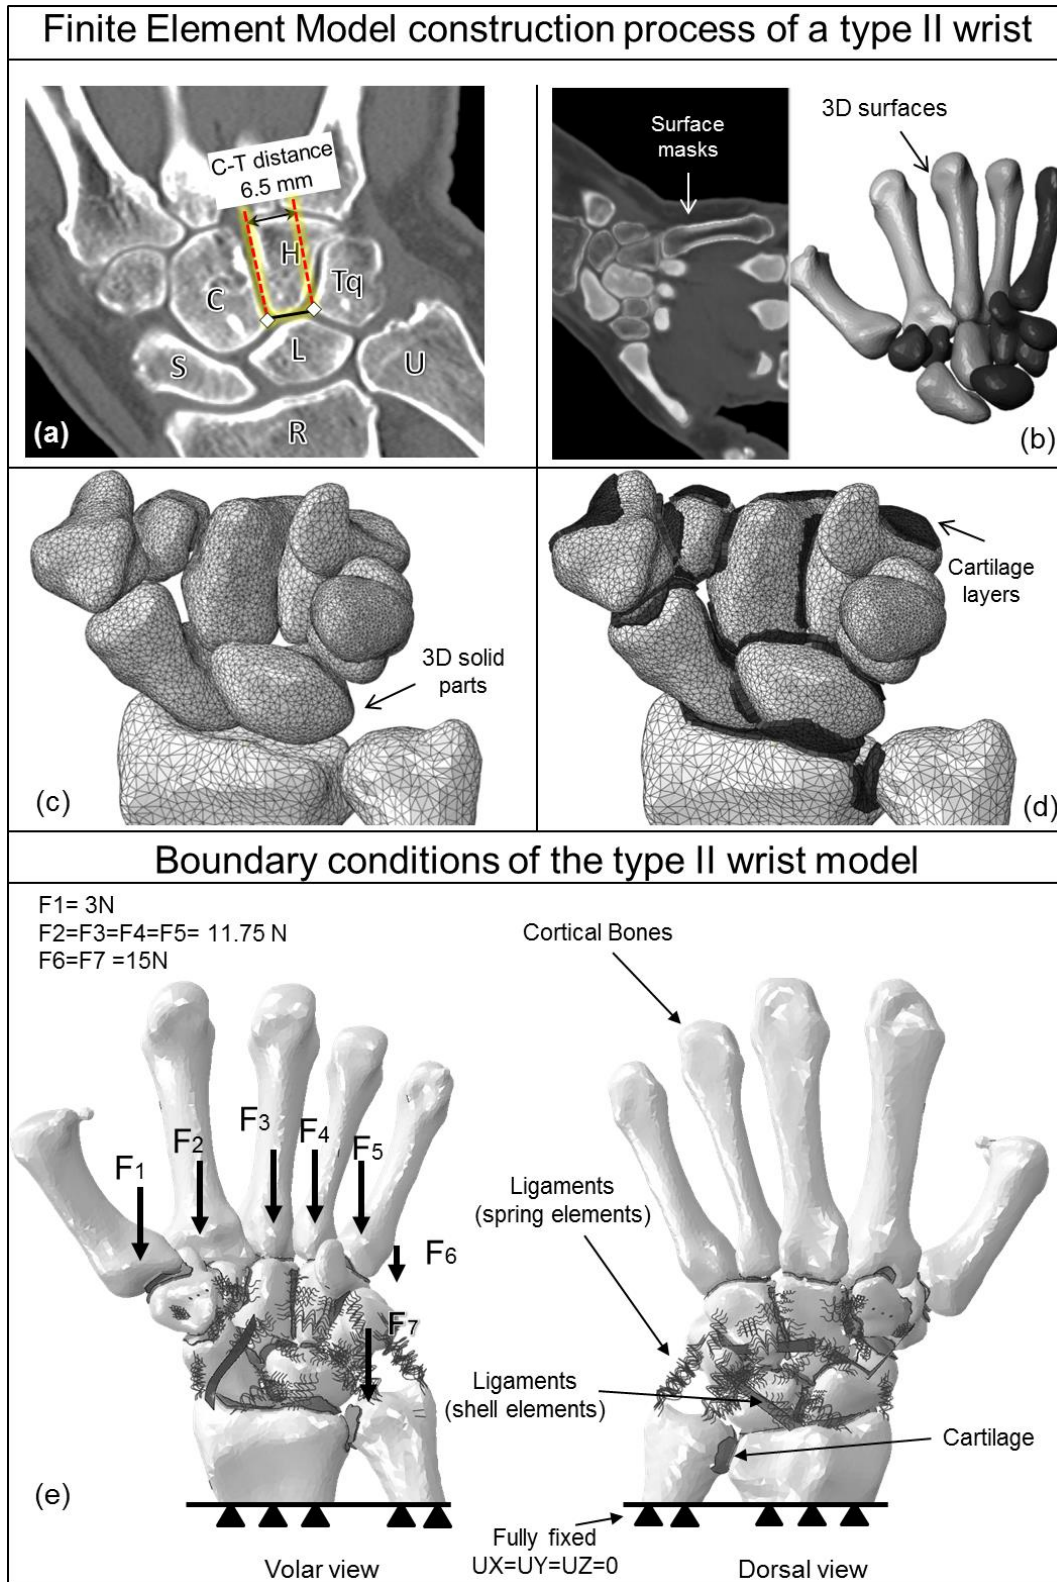 Finite Element Model construction process of a type II wrist
C-T distance
6.5 mm
H
Tq
C
S
L
U
R
(a)
Surface
masks
3D surfaces
(b)
3D solid
parts
(c)
Cartilage
layers
(d)
Boundary conditions of the type II wrist model
F1= 3N
F2=F3=F4=F5= 11.75 N
F6=F7 =15N
F1
F2
F3
F4
F5
F6
F7
Cortical Bones
Ligaments
(spring elements)
Ligaments
(shell elements)
Cartilage
(e)
Fully fixed
UX=UY=UZ=0
Volar view
Dorsal view